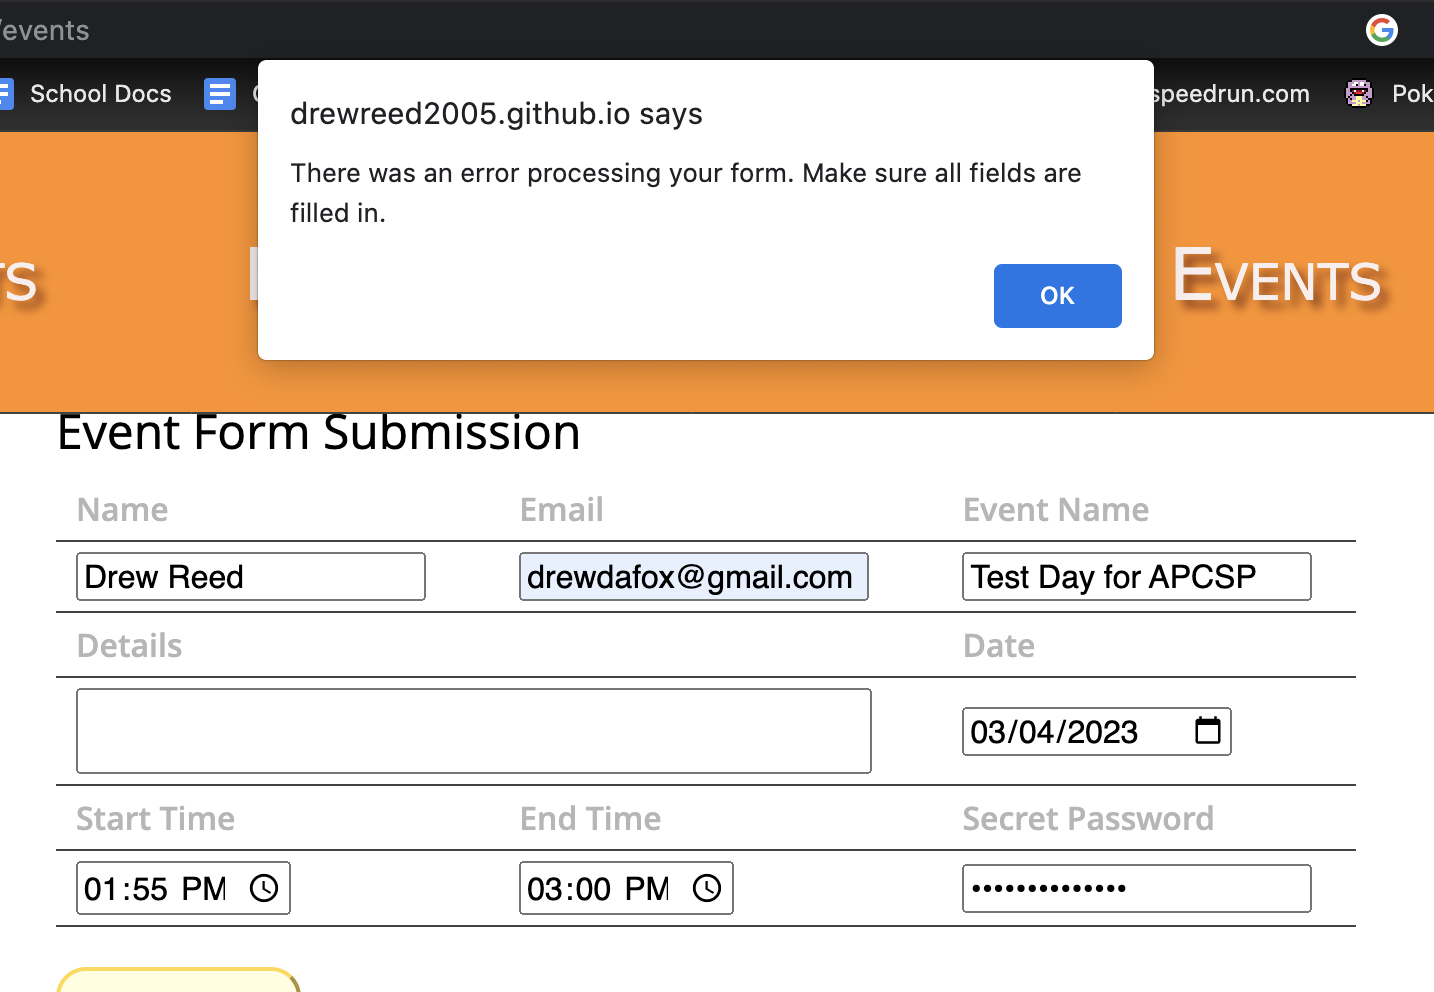 /events
School Docs
speedrun.com
Pok
drewreed2005.github.io says
There was an error processing your form. Make sure all fields are
filled in.
OK
TS
EVENTS
Event Form Submission
Name Email Event Name
Drew Reed drewdafox@gmail.com Test Day for APCSP
Details Date
03/04/2023
Start Time End Time Secret Password
01:55 PM 03:00 PM ••••••••••••••